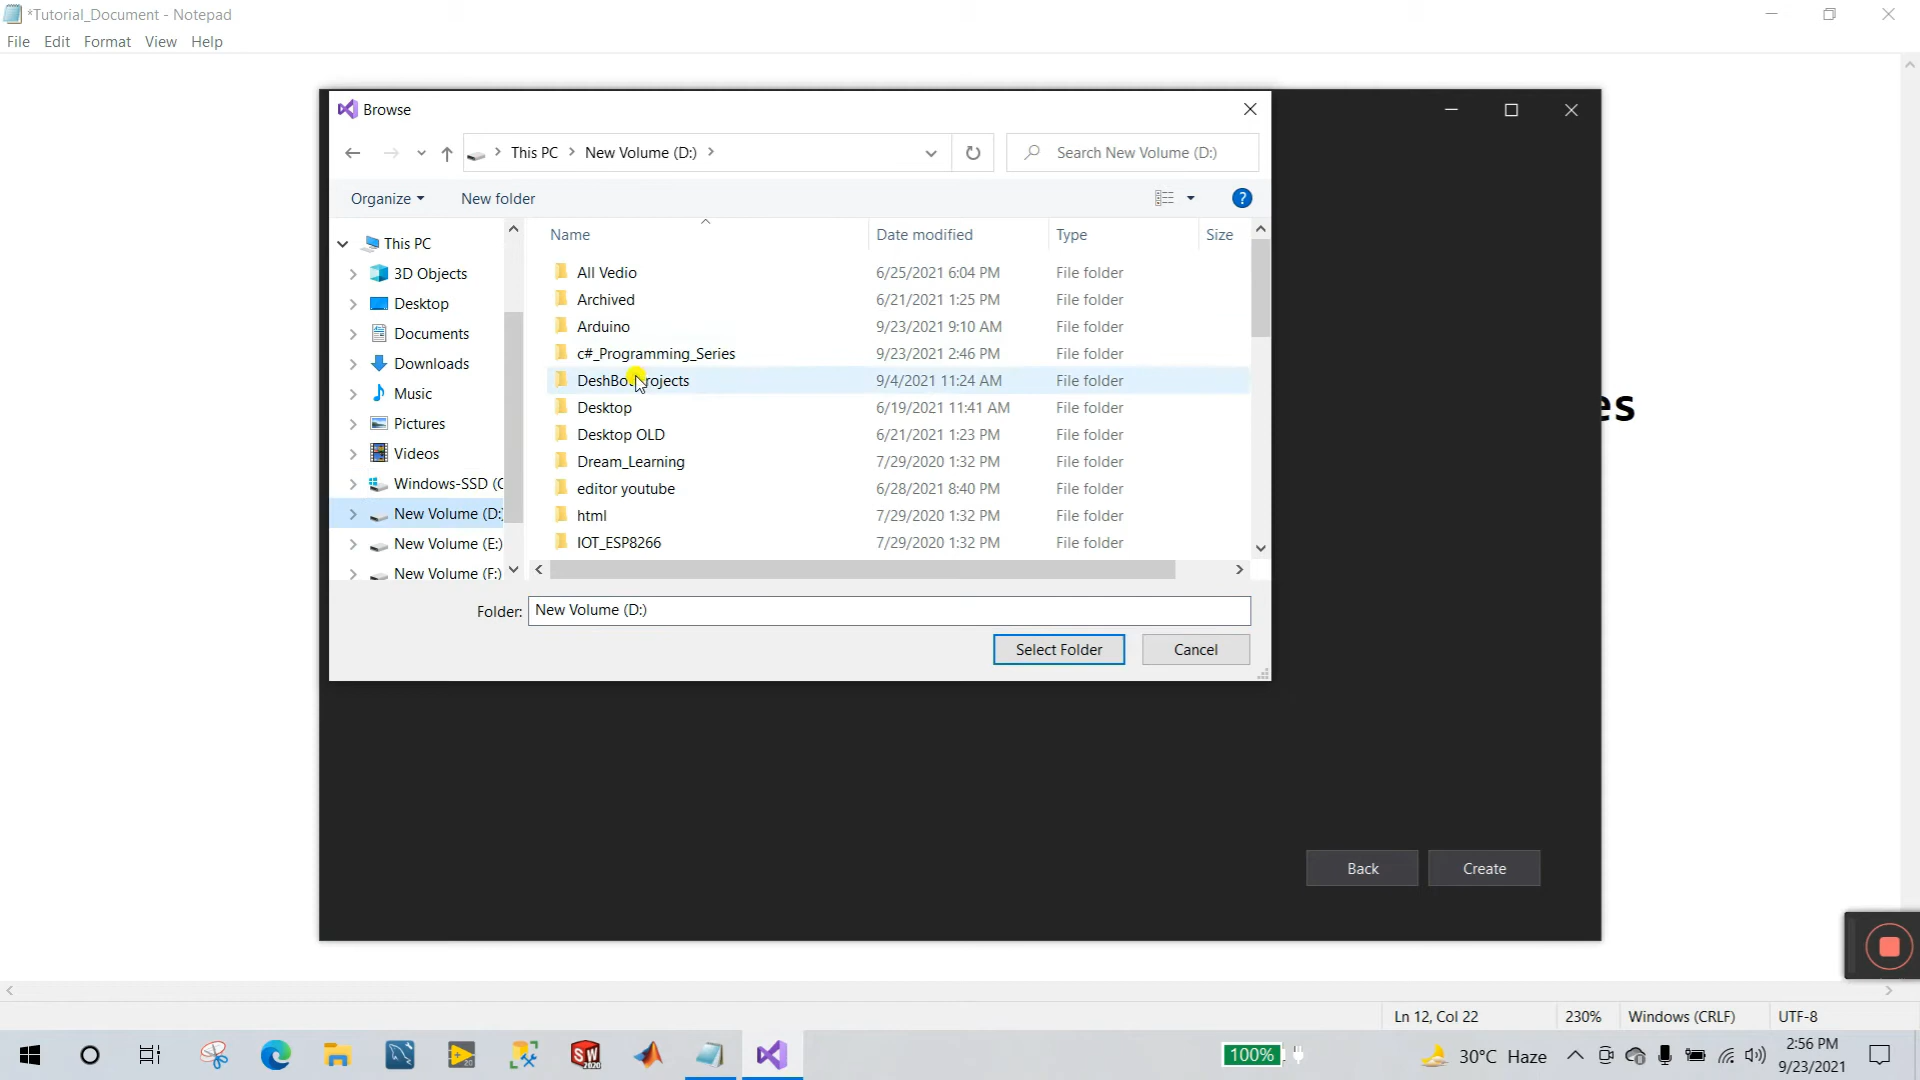 *Tutorial_Document - Notepad
File Edit Format View Help
Browse
This PC New Volume (D:)
Search New Volume (D:)
Organize New folder
This PC
3D Objects
Desktop
Documents
Downloads
Music
Pictures
Videos
Windows-SSD (C
New Volume (D:)
New Volume (E:)
New Volume (F:)
Name Date modified Type Size
All Vedio 6/25/2021 6:04 PM File folder
Archived 6/21/2021 1:25 PM File folder
Arduino 9/23/2021 9:10 AM File folder
c#_Programming_Series 9/23/2021 2:46 PM File folder
9/4/2021 11:24 AM File folder
Desktop 6/19/2021 11:41 AM File folder
Desktop OLD 6/21/2021 1:23 PM File folder
Dream_Learning 7/29/2020 1:32 PM File folder
editor youtube 6/28/2021 8:40 PM File folder
html 7/29/2020 1:32 PM File folder
IOT_ESP8266 7/29/2020 1:32 PM File folder
Folder: New Volume (D:)
Select Folder Cancel
es
Back Create
Ln 12, Col 22 230% Windows (CRLF) UTF-8
100%
30°C Haze
2:56 PM
9/23/2021